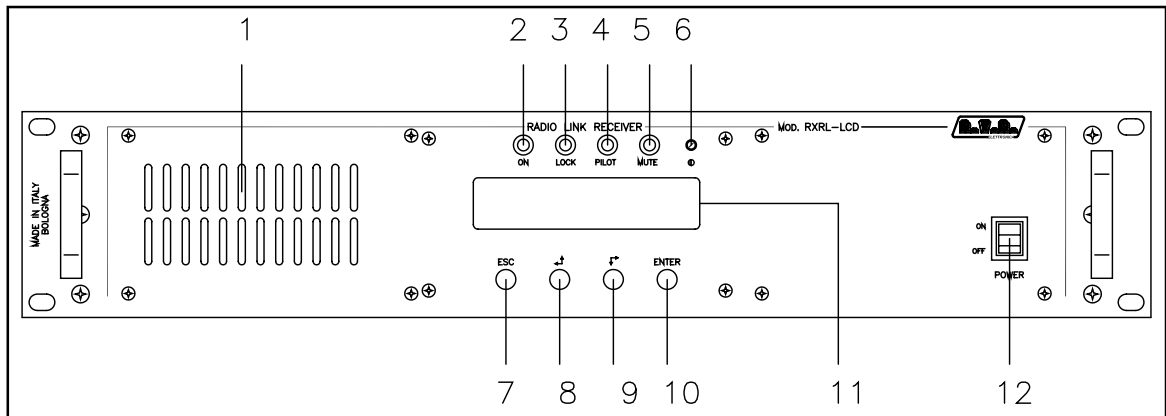 1
2 3 4 5 6
RADIO LINK RECEIVER
MOD. RXRL-LCD
ELETTRONICA
ON LOCK PILOT MUTE
MADE IN ITALY
BOLOGNA
ON
OFF
POWER
ESC ENTER
7 8 9 10 11 12